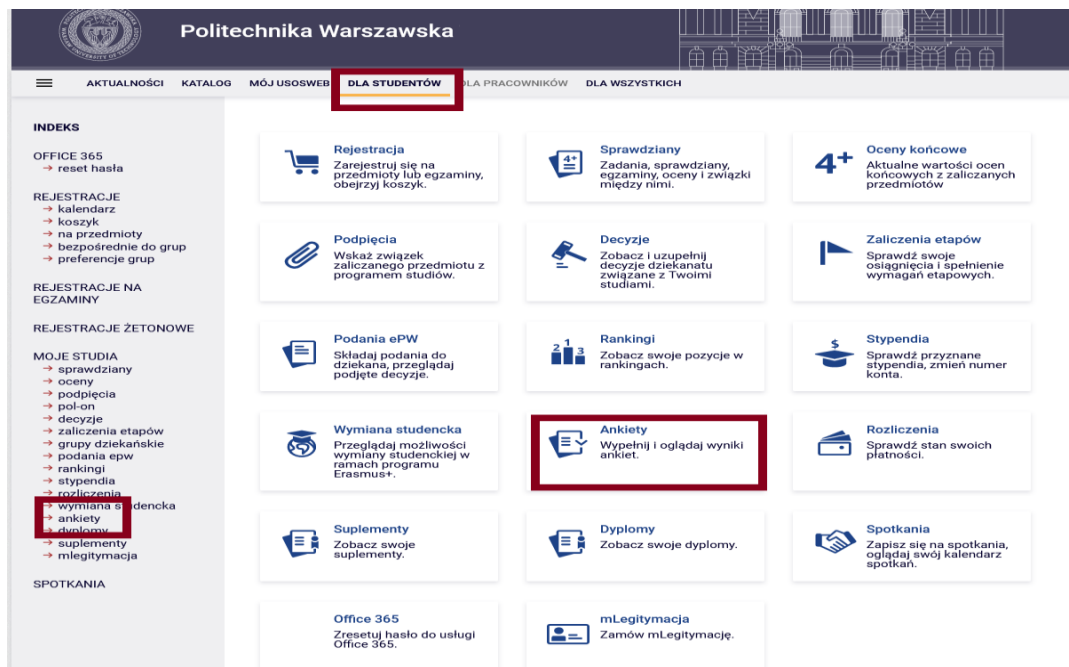 Politechnika Warszawska
AKTUALNOŚCI KATALOG MÓJ USOSWEB DLA STUDENTÓW DLA PRACOWNIKÓW DLA WSZYSTKICH
INDEKS
OFFICE 365
→ reset hasła
REJESTRACJE
→ kalendarz
→ koszyk
→ na przedmioty
→ bezpośrednie do grup
→ preferencje grup
REJESTRACJE NA
EGZAMINY
REJESTRACJE ŻETONOWE
MOJE STUDIA
→ sprawdziany
→ oceny
→ podpięcia
→ pol-on
→ decyzje
→ zaliczenia etapów
→ grupy dziekańskie
→ podania epw
→ rankingi
→ stypendia
→ rozliczenia
→ wymiana studencka
→ ankiety
→ dyplomy
→ suplementy
→ mlegitymacja
SPOTKANIA
Rejestracja
Zarejestruj się na
przedmioty lub egzaminy,
obejrzyj koszyk.
4+
Sprawdziany
Zadania, sprawdziany,
egzaminy, oceny i związki
między nimi.
4+
Oceny końcowe
Aktualne wartości ocen
końcowych z zaliczanych
przedmiotów
Podpięcia
Wskaż związek
zaliczanego przedmiotu z
programem studiów.
Decyzje
Zobacz i uzupełnij
decyzje dziekanatu
związane z Twoimi
studiami.
Zaliczenia etapów
Sprawdź swoje
osiągnięcia i spełnienie
wymagań etapowych.
Podania ePW
Składaj podania do
dziekana, przeglądaj
podjęte decyzje.
2 1 3
Rankingi
Zobacz swoje pozycje w
rankingach.
$
Stypendia
Sprawdź przyznane
stypendia, zmień numer
konta.
Wymiana studencka
Przeglądaj możliwości
wymiany studenckiej w
ramach programu
Erasmus+.
Ankiety
Wypełnij i oglądaj wyniki
ankiet.
Rozliczenia
Sprawdź stan swoich
płatności.
Suplementy
Zobacz swoje
suplementy.
Dyplomy
Zobacz swoje dyplomy.
Spotkania
Zapisz się na spotkania,
oglądaj swój kalendarz
spotkań.
Office 365
Zresetuj hasło do usługi
Office 365.
mLegitymacja
Zamów mLegitymację.